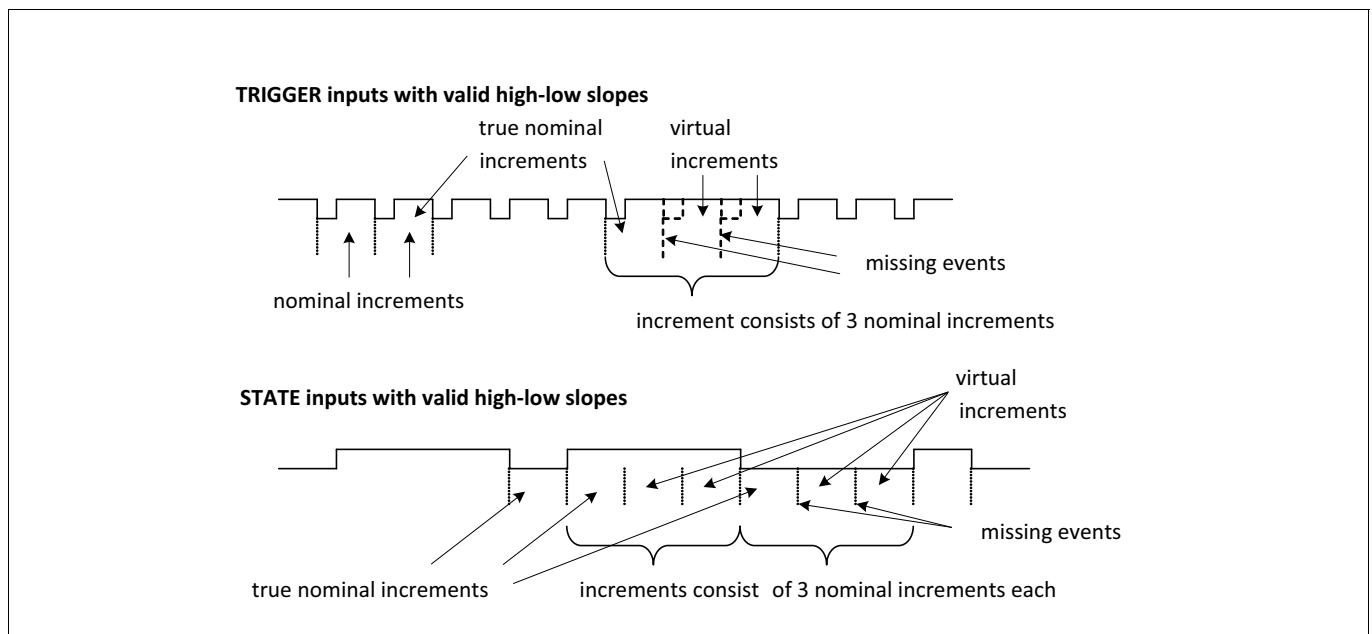 TRIGGER inputs with valid high-low slopes
true nominal
increments
virtual
increments
missing events
nominal increments
increment consists of 3 nominal increments
STATE inputs with valid high-low slopes
virtual
increments
missing events
true nominal increments
increments consist of 3 nominal increments each